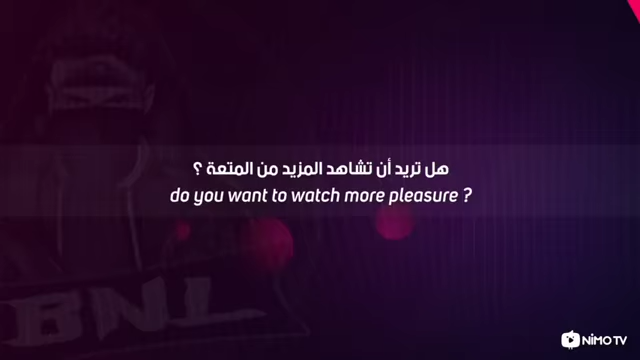 هل تريد أن تشاهد المزيد من المتعة ؟
do you want to watch more pleasure ?
BNL
NIMO TV